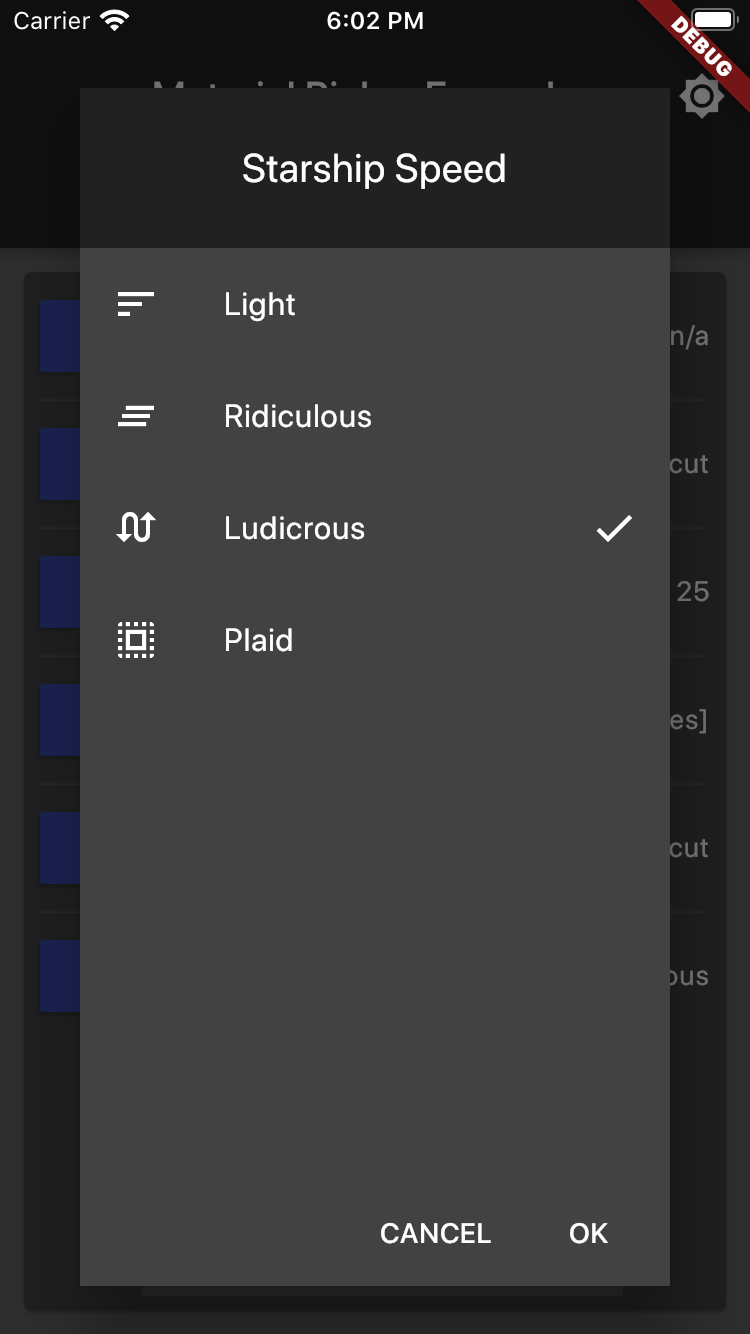 Carrier
6:02 PM
DEBUG
Starship Speed
Light
n/a
Ridiculous
cut
Ludicrous
25
Plaid
es]
cut
ous
CANCEL
OK